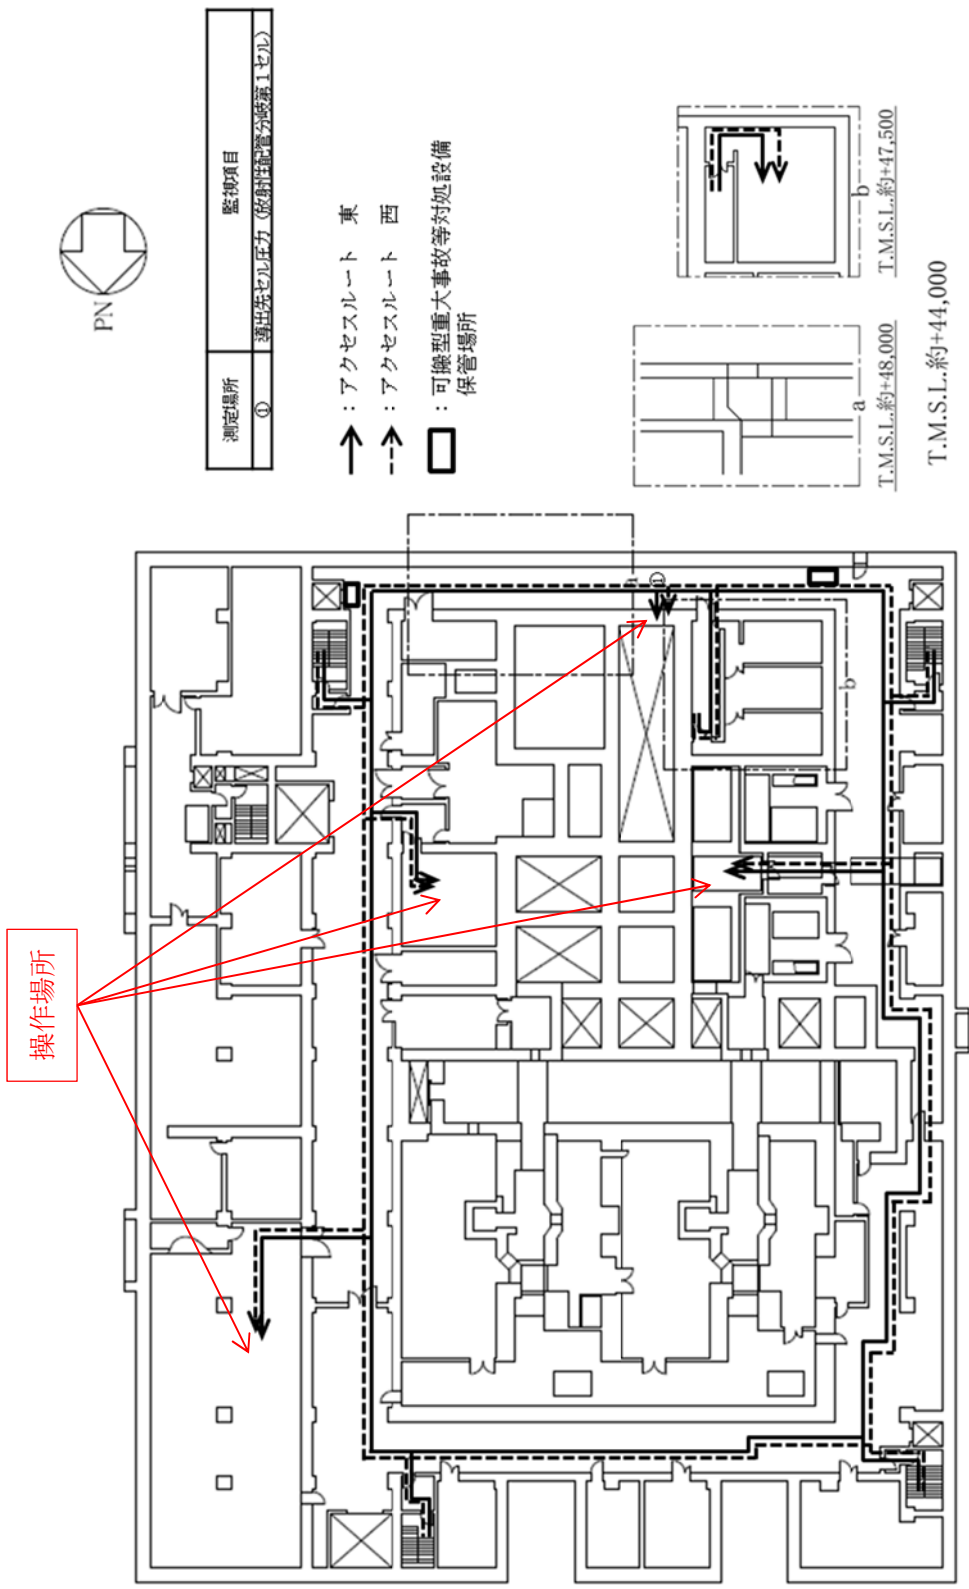 PN
測定場所
監視項目
①
導出先セル圧力（放射性配管分岐第１セル）
：アクセスルート　東
：アクセスルート　西
：可搬型重大事故等対処設備
保管場所
a
T.M.S.L.約+48,000
b
T.M.S.L.約+47,500
T.M.S.L.約+44,000
操作場所
a
①
b